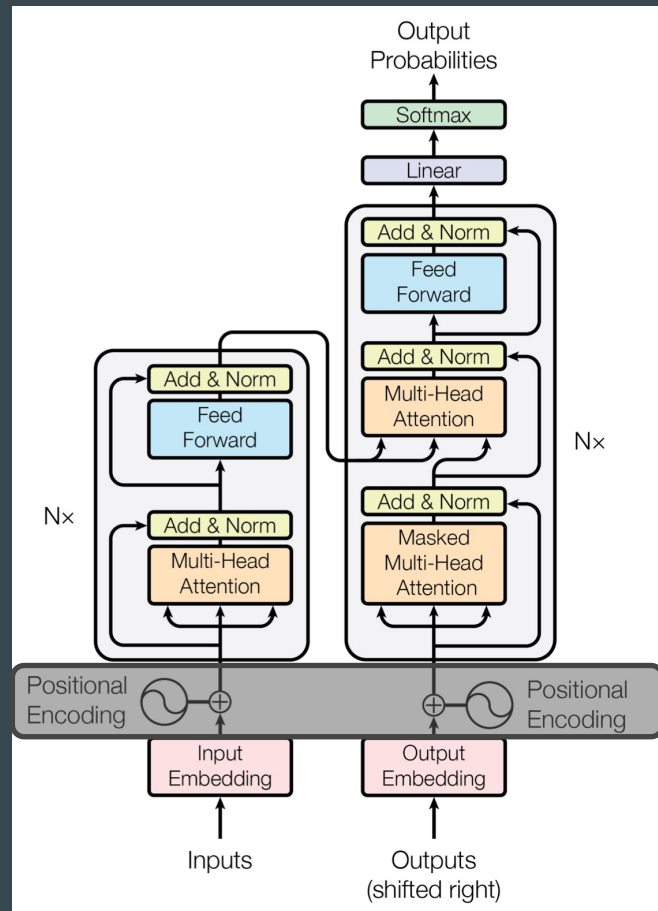 Output
Probabilities
Softmax
Linear
Add & Norm
Feed
Forward
Add & Norm
Multi-Head
Attention
Add & Norm
Masked
Multi-Head
Attention
Nx
Add & Norm
Feed
Forward
Add & Norm
Multi-Head
Attention
Nx
Positional
Encoding
Positional
Encoding
Input
Embedding
Output
Embedding
Inputs
Outputs
(shifted right)